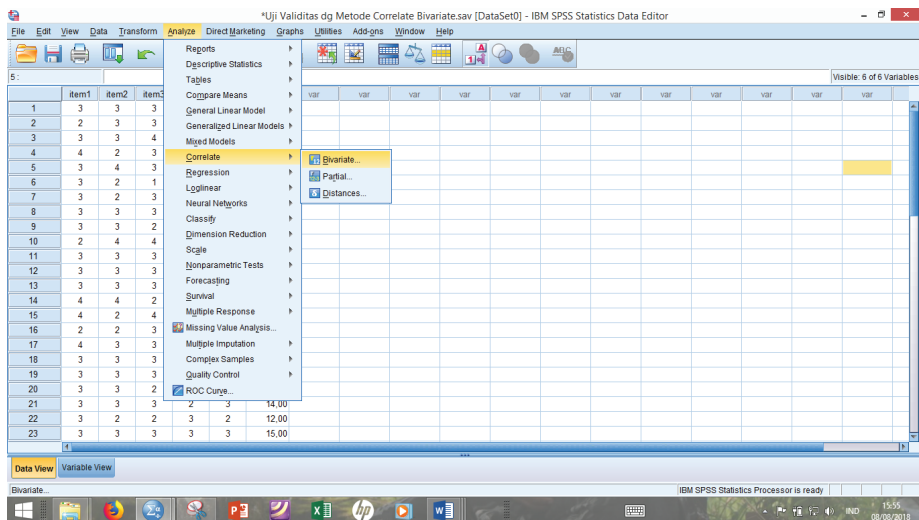 *Uji Validitas dg Metode Correlate Bivariate.sav [DataSet0] - IBM SPSS Statistics Data Editor
File Edit View Data Transform Analyze Direct Marketing Graphs Utilities Add-ons Window Help
5 :
Visible: 6 of 6 Variables
item1 item2 item3 var var var var var var var var var var var var
1 3 3 3
2 2 3 3
3 3 3 4
4 4 2 3
5 3 4 3
6 3 2 1
7 3 2 3
8 3 3 3
9 3 3 2
10 2 4 4
11 3 3 3
12 3 3 3
13 3 3 3
14 4 4 2
15 4 2 4
16 2 2 3
17 4 3 3
18 3 3 3
19 3 3 3
20 3 3 2
21 3 3 3 2 3 14,00
22 3 2 2 3 2 12,00
23 3 3 3 3 3 15,00
Reports
Descriptive Statistics
Tables
Compare Means
General Linear Model
Generalized Linear Models
Mixed Models
Correlate
Regression
Loglinear
Neural Networks
Classify
Dimension Reduction
Scale
Nonparametric Tests
Forecasting
Survival
Multiple Response
Missing Value Analysis...
Multiple Imputation
Complex Samples
Quality Control
ROC Curve...
Bivariate...
Partial...
Distances...
Data View Variable View
Bivariate...
IBM SPSS Statistics Processor is ready
IND
15:55
08/08/2018